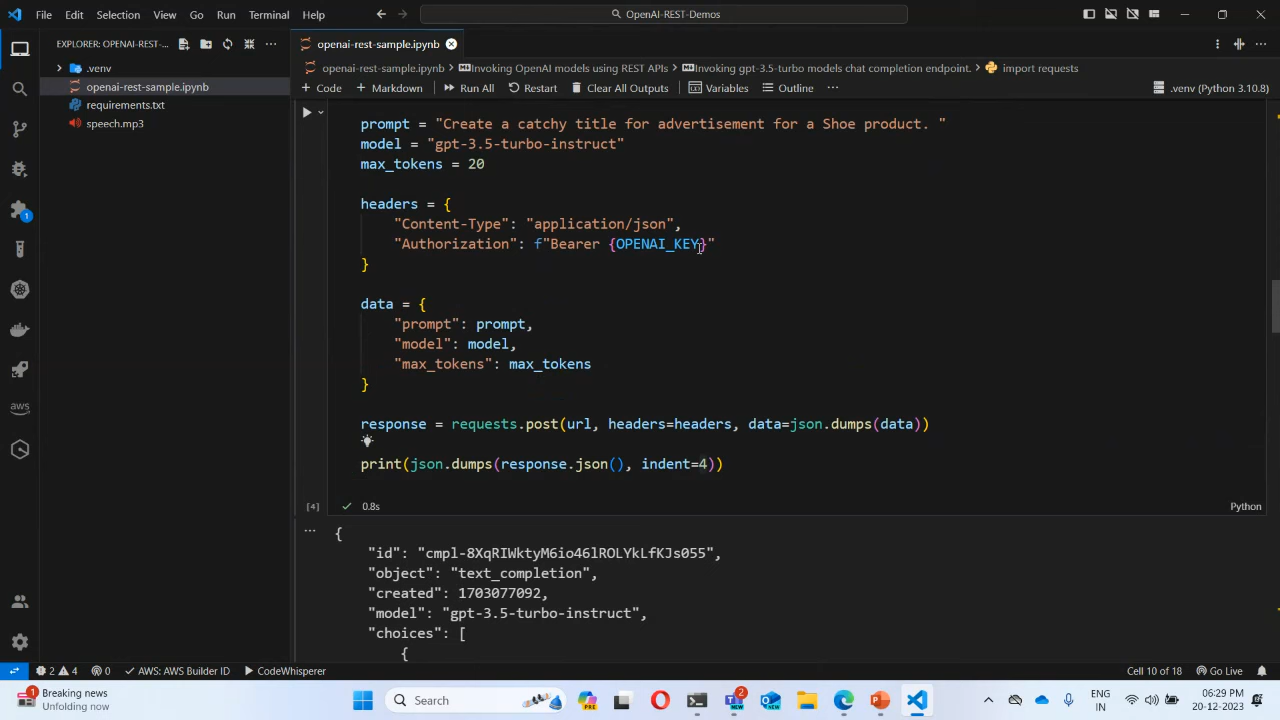 File Edit Selection View Go Run Terminal Help
OpenAI-REST-Demos
EXPLORER: OPENAI-REST-...
openai-rest-sample.ipynb
.venv
openai-rest-sample.ipynb
requirements.txt
speech.mp3
openai-rest-sample.ipynb > Invoking OpenAI models using REST APIs > Invoking gpt-3.5-turbo models chat completion endpoint. > import requests
+ Code + Markdown Run All Restart Clear All Outputs Variables Outline ...
.venv (Python 3.10.8)
prompt = "Create a catchy title for advertisement for a Shoe product. "
model = "gpt-3.5-turbo-instruct"
max_tokens = 20
headers = {
"Content-Type": "application/json",
"Authorization": f"Bearer {OPENAI_KEY}"
}
data = {
"prompt": prompt,
"model": model,
"max_tokens": max_tokens
}
response = requests.post(url, headers=headers, data=json.dumps(data))
print(json.dumps(response.json(), indent=4))
[4] 0.8s Python
... {
"id": "cmpl-8XqRIWktyM6io46lROLYkLfKJs055",
"object": "text_completion",
"created": 1703077092,
"model": "gpt-3.5-turbo-instruct",
"choices": [
{
1
aws
2 4 0 AWS: AWS Builder ID CodeWhisperer
Cell 10 of 18 Go Live
1 Breaking news
Unfolding now
Search
PRE
NEW
2
NEW
ENG
IN
06:29 PM
20-12-2023